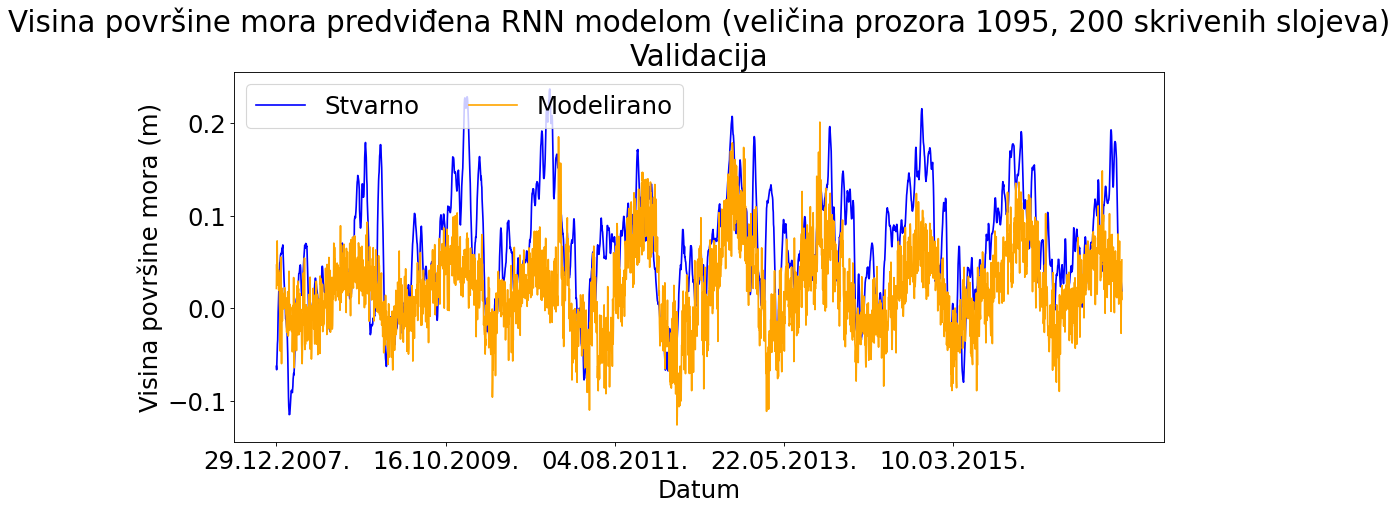 Visina površine mora predviđena RNN modelom (veličina prozora 1095, 200 skrivenih slojeva)
Validacija
Stvarno
Modelirano
Visina površine mora (m)
0.2
0.1
0.0
−0.1
29.12.2007.
16.10.2009.
04.08.2011.
22.05.2013.
10.03.2015.
Datum